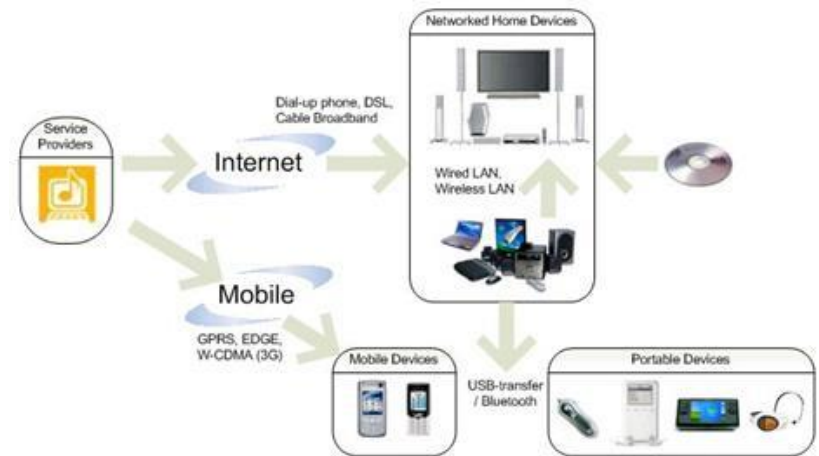 Networked Home Devices
Dial-up phone, DSL,
Cable Broadband
Service
Providers
Internet
Wired LAN,
Wireless LAN
Mobile
GPRS, EDGE,
W-CDMA (3G)
Mobile Devices
USB-transfer
/ Bluetooth
Portable Devices